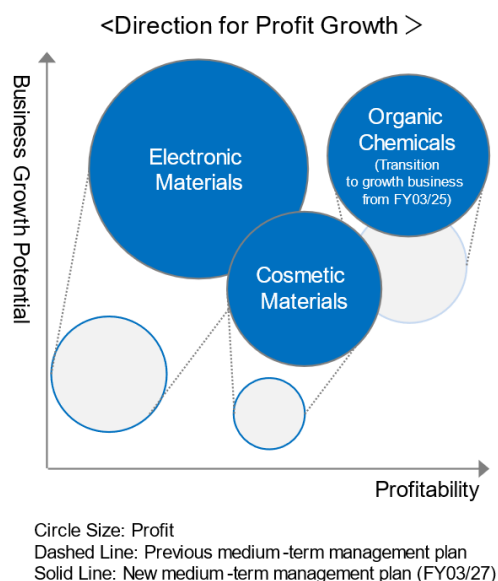 <Direction for Profit Growth >
Business Growth Potential
Electronic
Materials
Organic
Chemicals
(Transition
to growth business
from FY03/25)
Cosmetic
Materials
Profitability
Circle Size: Profit
Dashed Line: Previous medium-term management plan
Solid Line: New medium-term management plan (FY03/27)